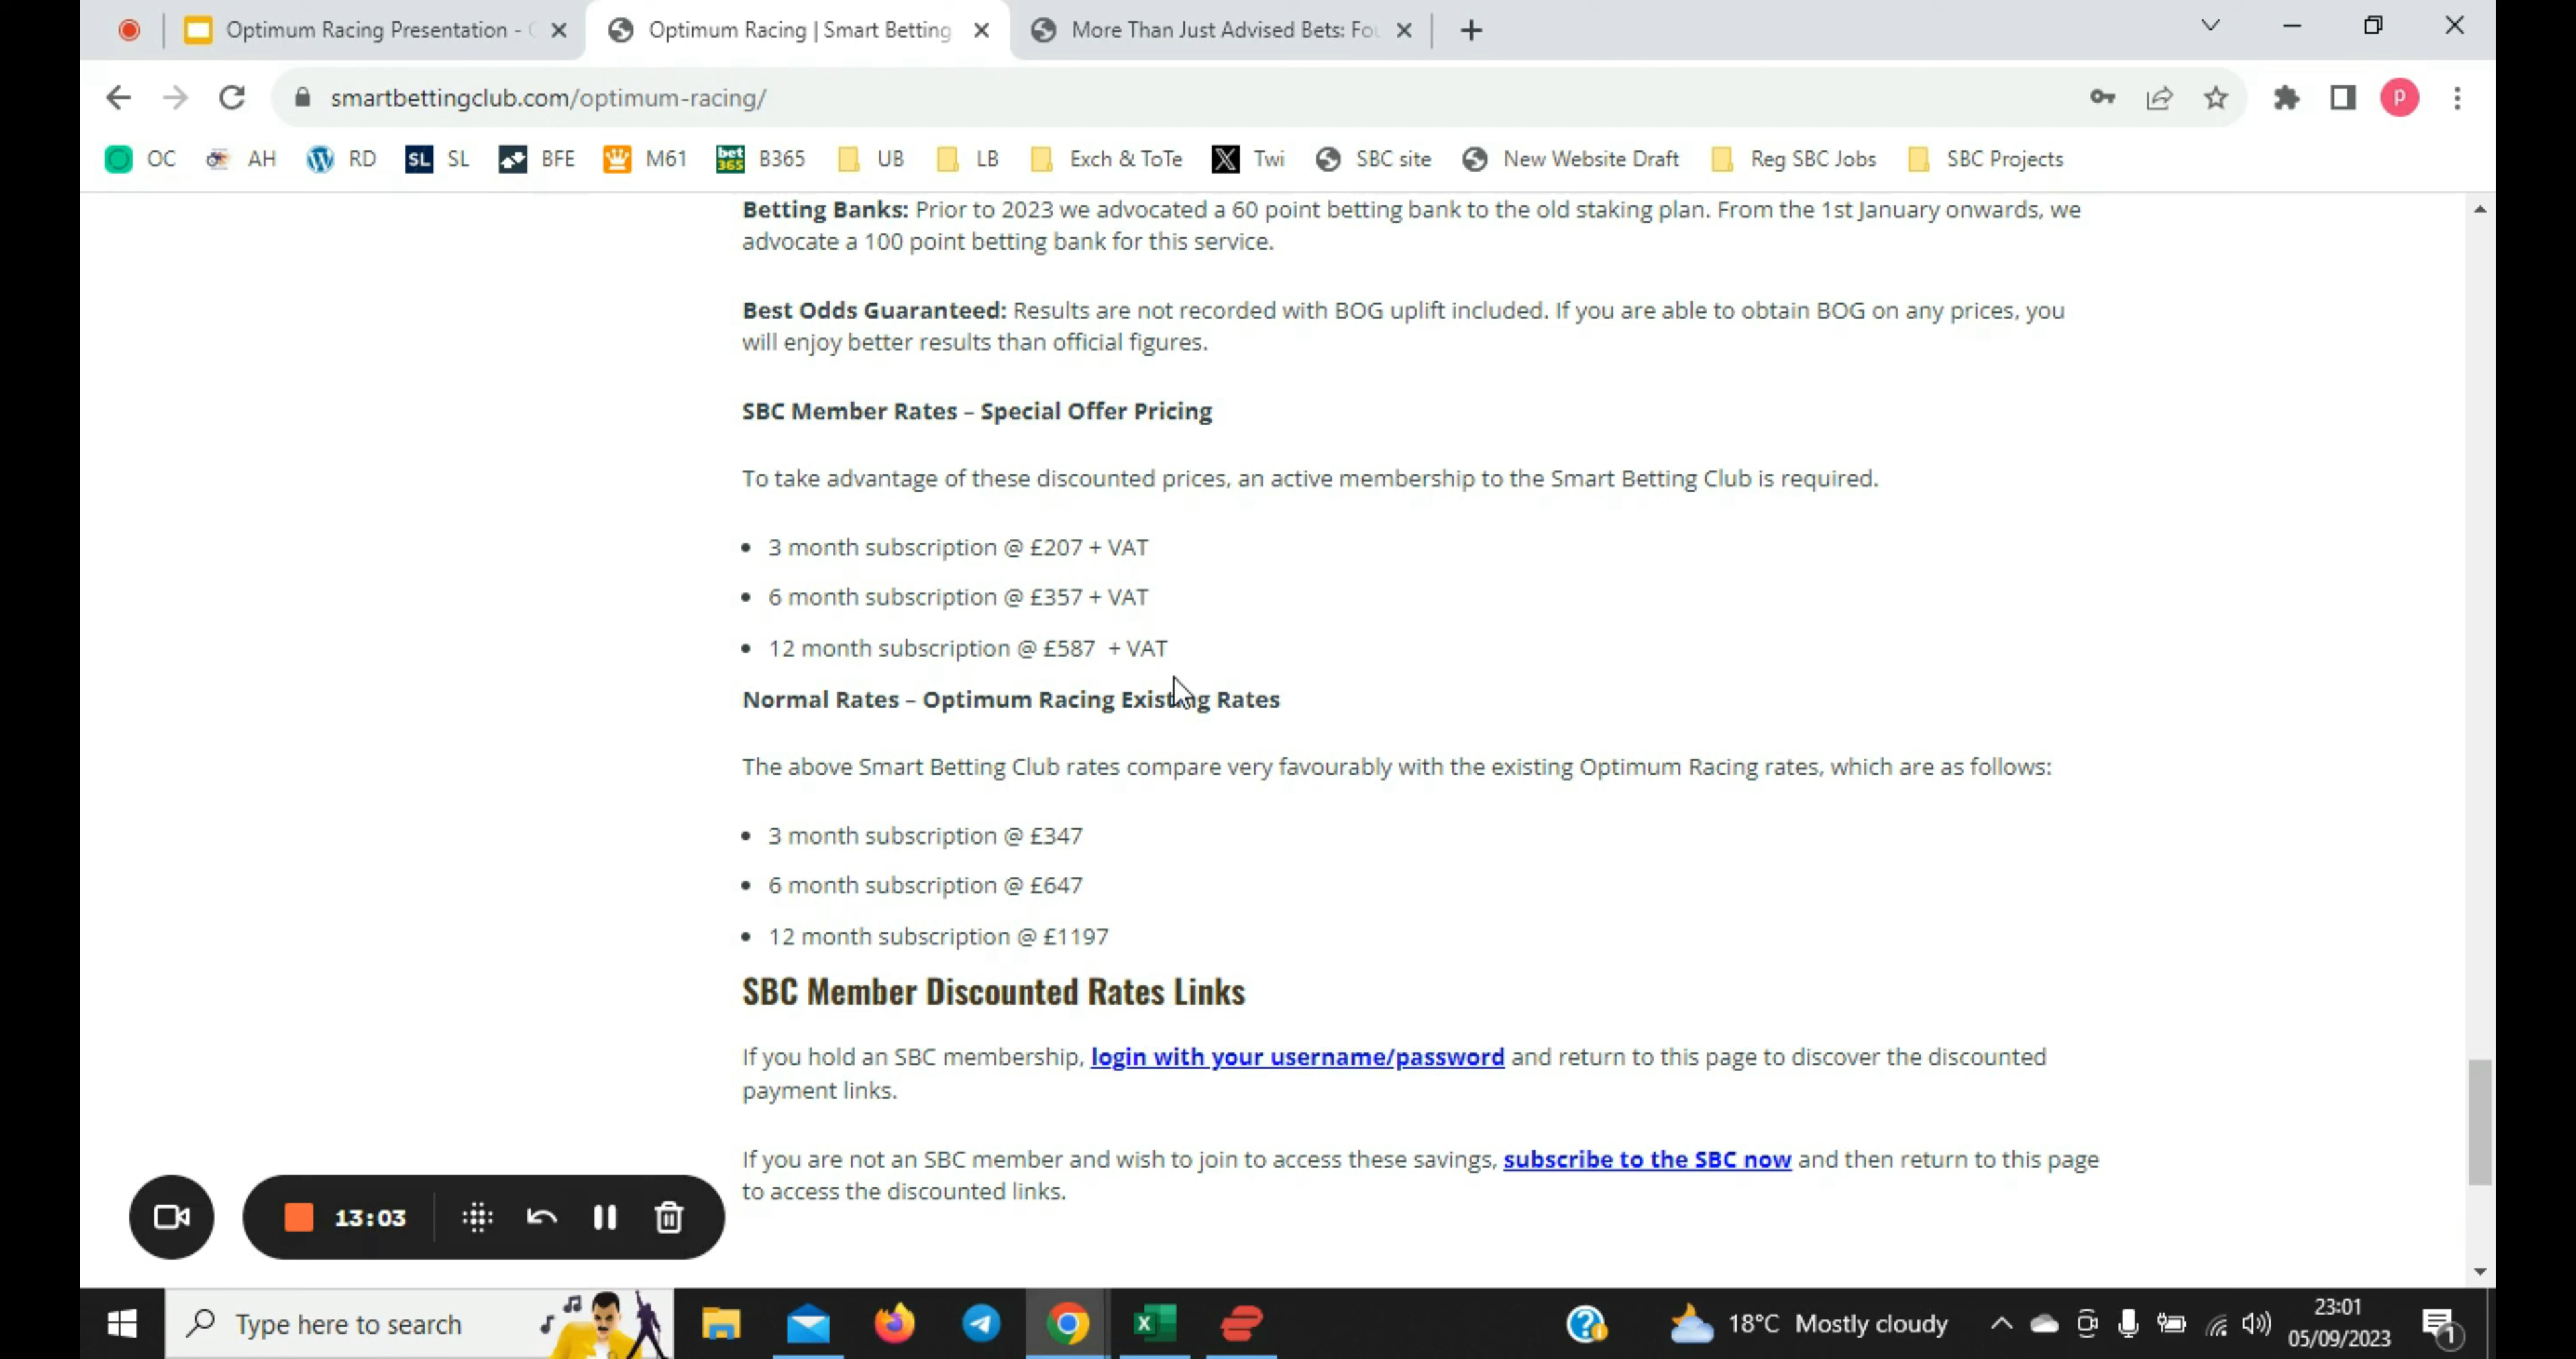 Optimum Racing Presentation -
Optimum Racing | Smart Betting
More Than Just Advised Bets: Fou
smartbettingclub.com/optimum-racing/
P
OC
AH
RD
SL SL
BFE
M61
bet365 B365
UB
LB
Exch & ToTe
X Twi
SBC site
New Website Draft
Reg SBC Jobs
SBC Projects
Betting Banks: Prior to 2023 we advocated a 60 point betting bank to the old staking plan. From the 1st January onwards, we
advocate a 100 point betting bank for this service.
Best Odds Guaranteed: Results are not recorded with BOG uplift included. If you are able to obtain BOG on any prices, you
will enjoy better results than official figures.
SBC Member Rates – Special Offer Pricing
To take advantage of these discounted prices, an active membership to the Smart Betting Club is required.
• 3 month subscription @ £207 + VAT
• 6 month subscription @ £357 + VAT
• 12 month subscription @ £587 + VAT
Normal Rates – Optimum Racing Existing Rates
The above Smart Betting Club rates compare very favourably with the existing Optimum Racing rates, which are as follows:
• 3 month subscription @ £347
• 6 month subscription @ £647
• 12 month subscription @ £1197
SBC Member Discounted Rates Links
If you hold an SBC membership, login with your username/password and return to this page to discover the discounted
payment links.
If you are not an SBC member and wish to join to access these savings, subscribe to the SBC now and then return to this page
to access the discounted links.
13:03
Type here to search
18°C Mostly cloudy
23:01
05/09/2023
1